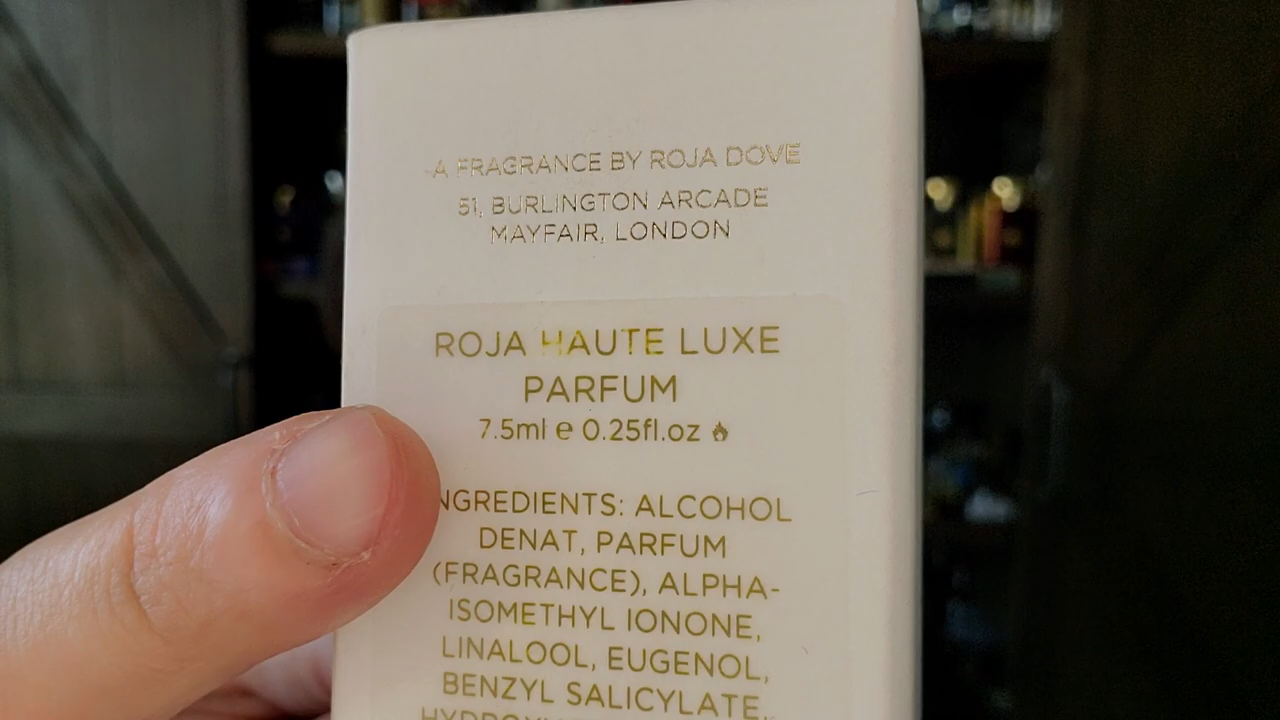 A FRAGRANCE BY ROJA DOVE
51, BURLINGTON ARCADE
MAYFAIR, LONDON
ROJA HAUTE LUXE
PARFUM
7.5ml e 0.25fl.oz
NGREDIENTS: ALCOHOL
DENAT, PARFUM
(FRAGRANCE), ALPHA-
ISOMETHYL IONONE,
LINALOOL, EUGENOL,
BENZYL SALICYLATE,